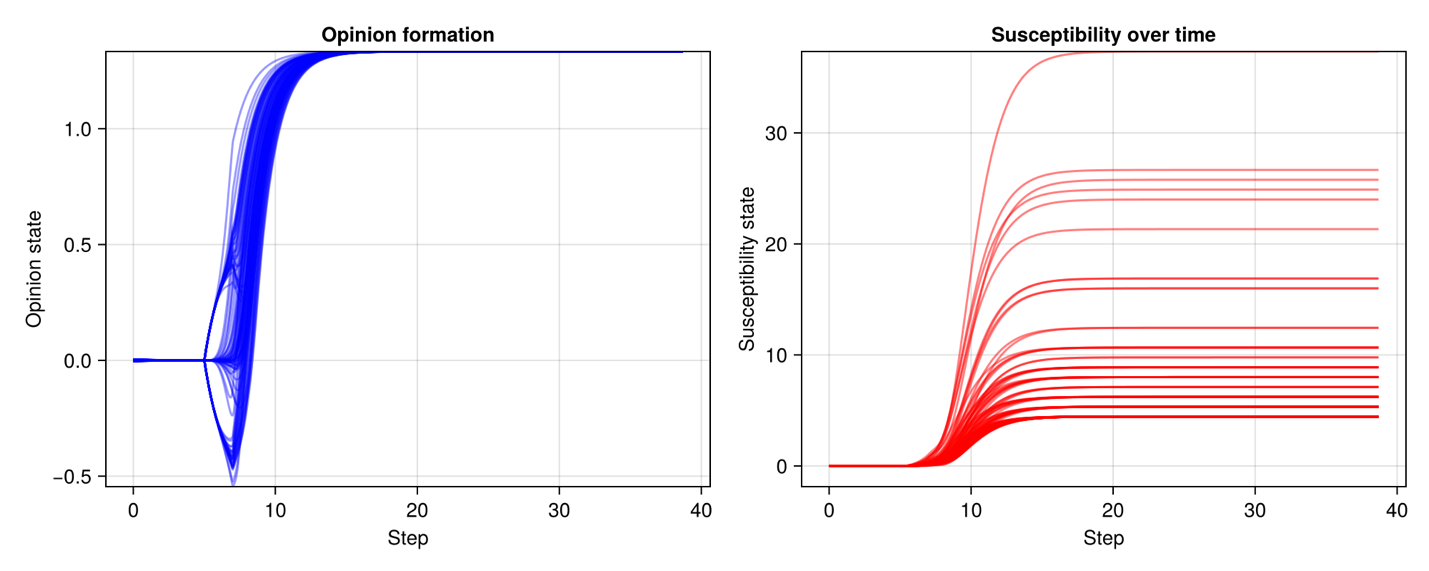 Opinion formation
Opinion state
1.0
0.5
0.0
−0.5
0 10 20 30 40
Step
Susceptibility over time
Susceptibility state
30
20
10
0
0 10 20 30 40
Step